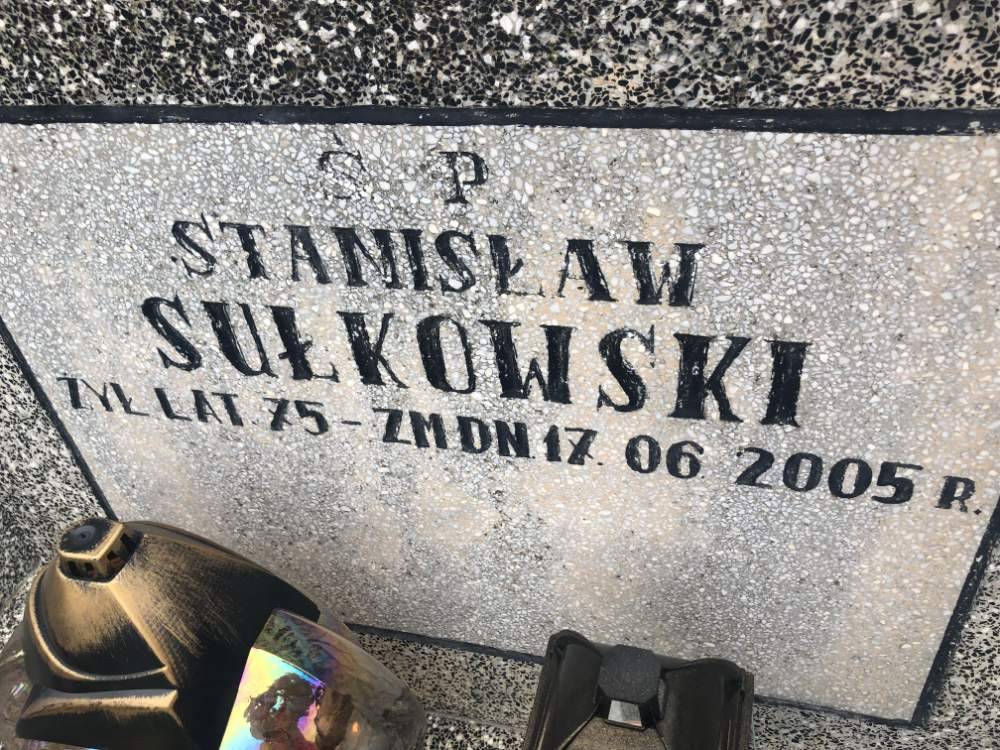 Ś P
STANISŁAW
SUŁKOWSKI
ŻYŁ LAT 75 - ZM DN 17. 06 2005 R.